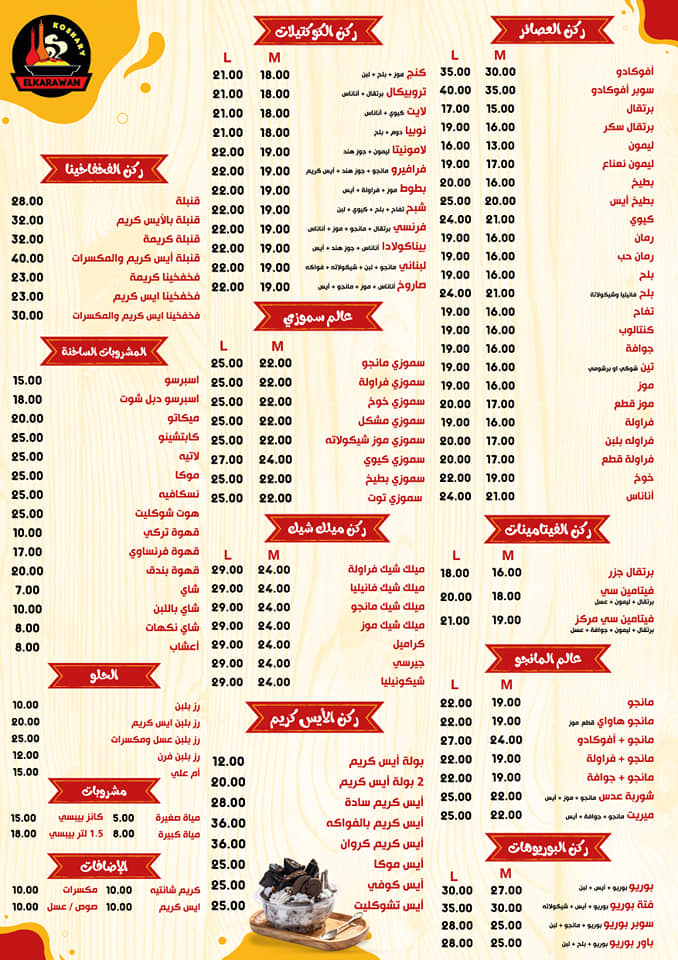 KOSHARY
ELKARAWAN
ركن العصائر
L M
أفوكادو 30.00 35.00
سوبر أفوكادو 35.00 40.00
برتقال 15.00 17.00
برتقال سكر 16.00 19.00
ليمون 13.00 16.00
ليمون نعناع 17.00 19.00
بطيخ 16.00 20.00
بطيخ أيس 20.00 25.00
كيوي 21.00 24.00
رمان 16.00 19.00
رمان حب 16.00 19.00
بلح 16.00 19.00
بلح فانيليا وشيكولاتة 21.00 24.00
تفاح 16.00 19.00
كنتالوب 16.00 19.00
جوافة 16.00 19.00
تين شوكي او برشومي 16.00 19.00
موز 16.00 19.00
موز قطع 17.00 20.00
فراولة 16.00 19.00
فراوله بلبن 17.00 20.00
فراولة قطع 17.00 20.00
خوخ 19.00 22.00
أناناس 21.00 24.00
ركن الفيتامينات
L M
برتقال جزر 16.00 18.00
فيتامين سي 18.00 20.00
برتقال + ليمون + عسل
فيتامين سي مركز 19.00 21.00
برتقال + ليمون + جوافة + عسل
عالم المانجو
L M
مانجو 19.00 22.00
مانجو هاواي قطع موز 19.00 22.00
مانجو + أفوكادو 24.00 27.00
مانجو + فراولة 19.00 22.00
مانجو + جوافة 19.00 22.00
شوربة عدس مانجو + موز + أيس 22.00 25.00
ميريت مانجو + جوافة + أيس 22.00 25.00
ركن البوريوهات
L M
بوريو بوريو + أيس + لبن 27.00 30.00
فتة بوريو بوريو + أيس + شيكولاته 30.00 35.00
سوبر بوريو بوريو + مانجو + لبن 25.00 28.00
باور بوريو بوريو + بلح + لبن 25.00 28.00
ركن الكوكتيلات
L M
كنج موز + بلح + لبن 18.00 21.00
تروبيكال برتقال + أناناس 18.00 21.00
لايت كيوي + أناناس 18.00 21.00
نوبيا دوم + بلح 18.00 21.00
لامونيتا ليمون + جوز هند 19.00 22.00
فرافيرو مانجو + جوز هند + أيس كريم 19.00 22.00
بطوط موز + فراولة + أيس 19.00 22.00
شبح تفاح + بلح + كيوي + لبن 19.00 22.00
فرنسي برتقال + مانجو + موز + أناناس 19.00 22.00
بيناكولادا أناناس + جوز هند + أيس 19.00 22.00
لبناني مانجو + لبن + شيكولاته + فواكه 19.00 22.00
صاروخ أناناس + موز + مانجو + أيس 19.00 22.00
عالم سموزي
L M
سموزي مانجو 22.00 25.00
سموزي فراولة 22.00 25.00
سموزي خوخ 22.00 25.00
سموزي مشكل 22.00 25.00
سموزي موز شيكولاته 22.00 25.00
سموزي كيوي 24.00 27.00
سموزي بطيخ 22.00 25.00
سموزي توت 22.00 25.00
ركن ميلك شيك
L M
ميلك شيك فراولة 24.00 29.00
ميلك شيك فانيليا 24.00 29.00
ميلك شيك مانجو 24.00 29.00
ميلك شيك موز 24.00 29.00
كراميل 24.00 29.00
جيرسي 24.00 29.00
شيكونيليا 24.00 29.00
ركن الأيس كريم
بولة أيس كريم 12.00
2 بولة أيس كريم 20.00
أيس كريم سادة 28.00
أيس كريم بالفواكه 36.00
أيس كريم كروان 36.00
أيس موكا 25.00
أيس كوفي 25.00
أيس تشوكليت 25.00
ركن الفخفاخينا
قنبلة 28.00
قنبلة بالأيس كريم 32.00
قنبلة كريمة 32.00
قنبلة أيس كريم والمكسرات 40.00
فخفخينا كريمة 23.00
فخفخينا ايس كريم 23.00
فخفخينا ايس كريم والمكسرات 30.00
المشروبات الساخنة
اسبرسو 15.00
اسبرسو دبل شوت 18.00
ميكاتو 20.00
كابتشينو 25.00
لاتيه 25.00
موكا 25.00
نسكافيه 25.00
هوت شوكليت 25.00
قهوة تركي 10.00
قهوة فرنساوي 17.00
قهوة بندق 20.00
شاي 7.00
شاي باللبن 10.00
شاي نكهات 8.00
أعشاب 8.00
الحلو
رز بلبن 10.00
رز بلبن ايس كريم 20.00
رز بلبن عسل ومكسرات 25.00
رز بلبن فرن 12.00
أم علي 15.00
مشروبات
مياة صغيرة 5.00 كانز بيبسي 15.00
مياة كبيرة 8.00 1.5 لتر بيبسي 18.00
الإضافات
كريم شانتيه 10.00 مكسرات 10.00
ايس كريم 10.00 صوص / عسل 10.00